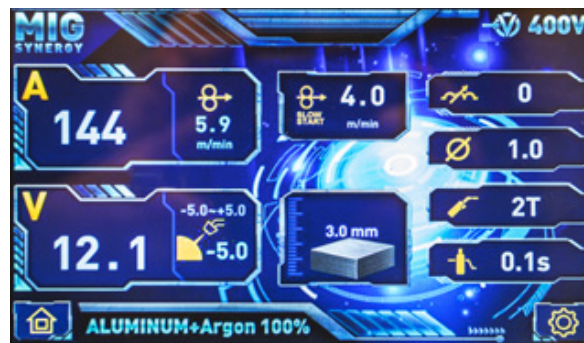 MIG
SYNERGY
400V
A
144
5.9
m/min
SLOW
START
4.0
m/min
0
1.0
2T
0.1s
V
12.1
-5.0~+5.0
-5.0
3.0 mm
ALUMINUM+Argon 100%